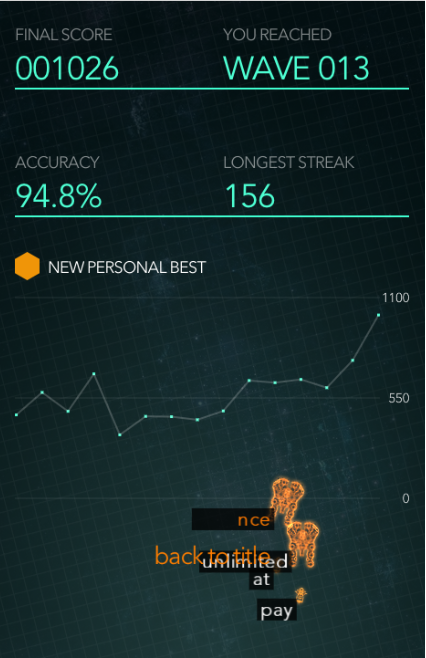 FINAL SCORE
YOU REACHED
001026
WAVE 013
ACCURACY
LONGEST STREAK
94.8%
156
NEW PERSONAL BEST
1100
550
0
nce
back to title
unlimited
at
pay